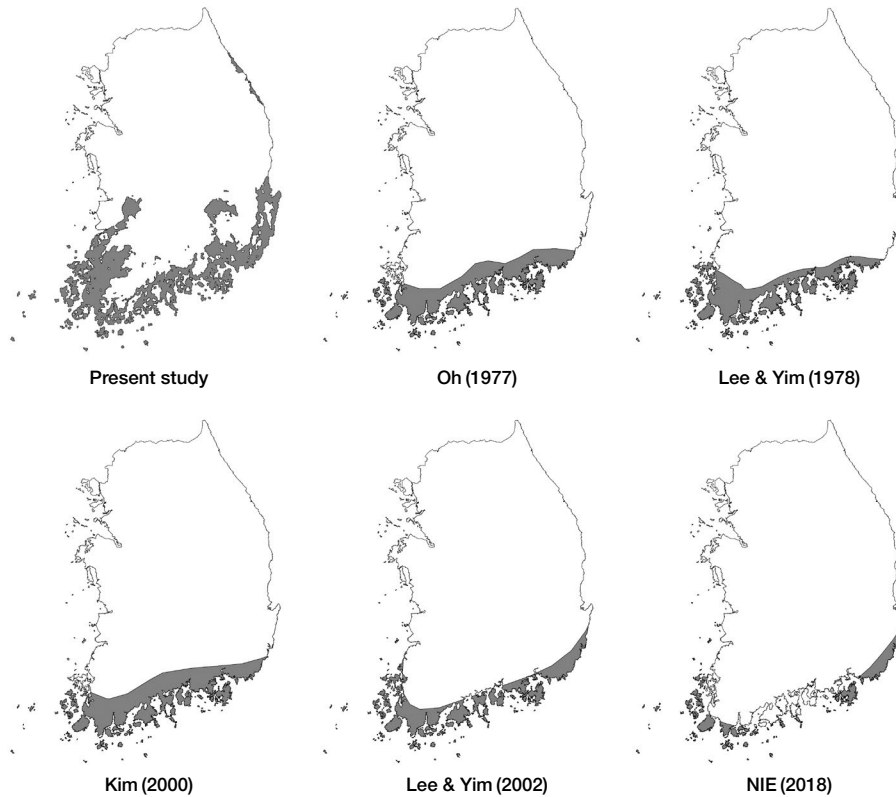 Present study
Oh (1977)
Lee & Yim (1978)
Kim (2000)
Lee & Yim (2002)
NIE (2018)